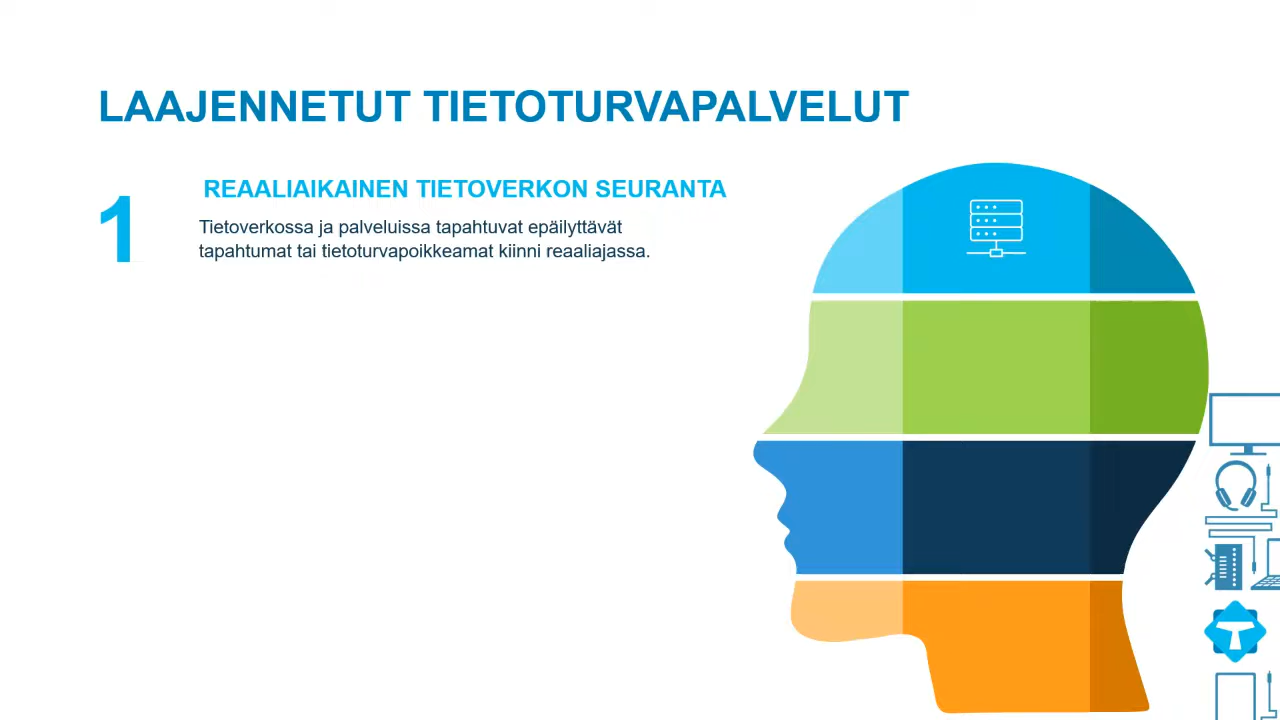 LAAJENNETUT TIETOTURVAPALVELUT
1
REAALIAIKAINEN TIETOVERKON SEURANTA
Tietoverkossa ja palveluissa tapahtuvat epäilyttävät
tapahtumat tai tietoturvapoikkeamat kiinni reaaliajassa.